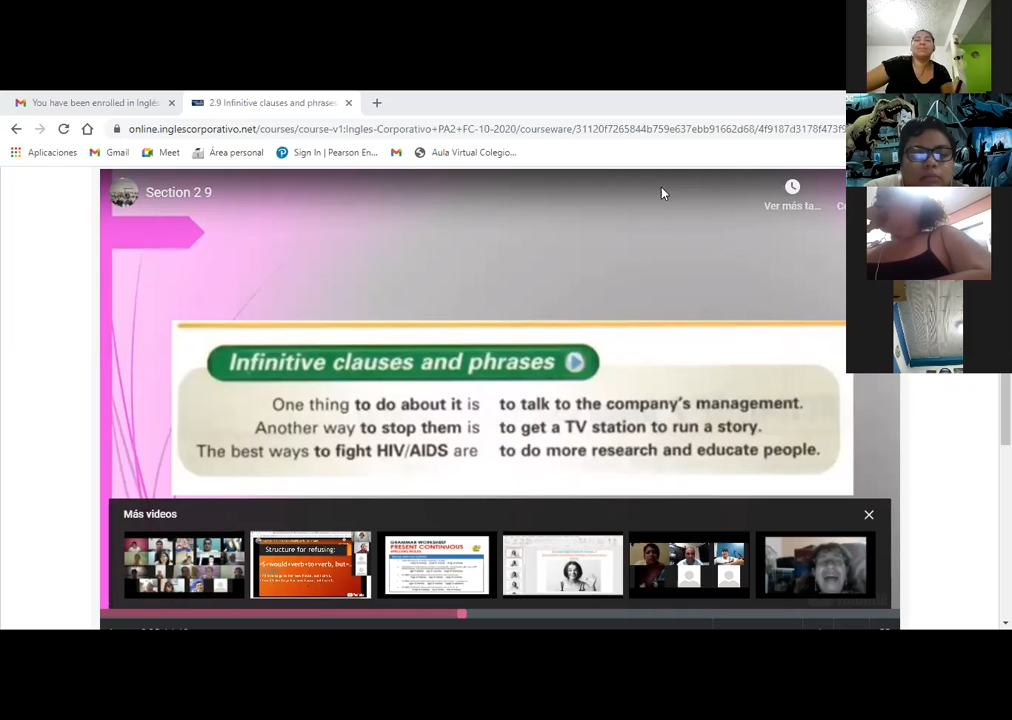 You have been enrolled in Inglé
2.9 Infinitive clauses and phrases
online.inglescorporativo.net/courses/course-v1:Ingles-Corporativo+PA2+FC-10-2020/courseware/31120f7265844b759e637ebb91662d68/4f9187d3178f473f9
Aplicaciones
Gmail
Meet
Área personal
Sign In | Pearson En...
Aula Virtual Colegio...
Section 2 9
Ver más ta...
Infinitive clauses and phrases
One thing to do about it is to talk to the company's management.
Another way to stop them is to get a TV station to run a story.
The best ways to fight HIV/AIDS are to do more research and educate people.
Más videos
Structure for refusing:
GRAMMAR WORKSHEET
PRESENT CONTINUOUS